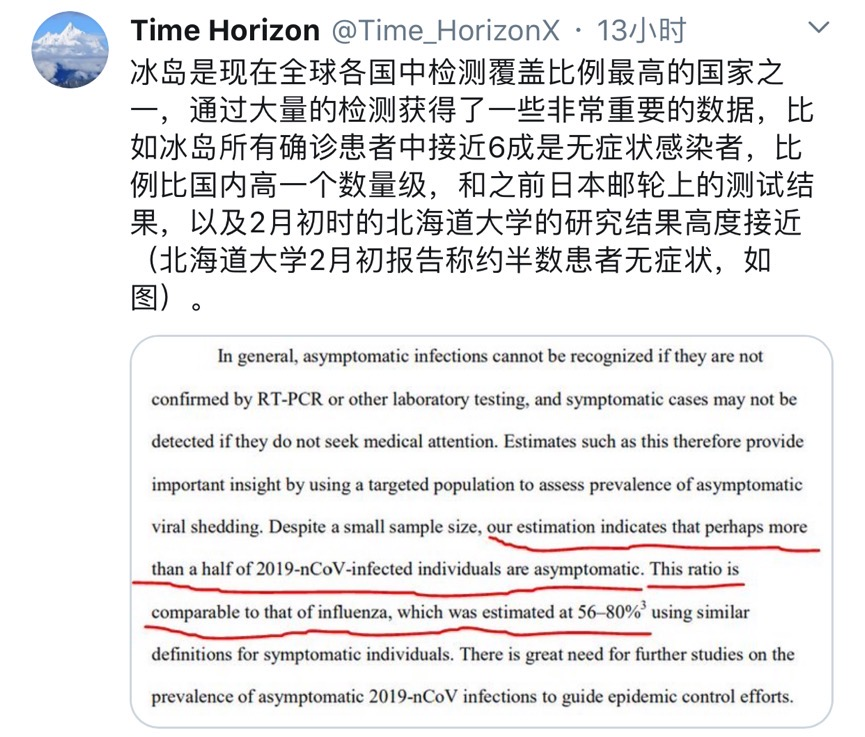 Time Horizon @Time_HorizonX · 13小时
冰岛是现在全球各国中检测覆盖比例最高的国家之
一，通过大量的检测获得了一些非常重要的数据，比
如冰岛所有确诊患者中接近6成是无症状感染者，比
例比国内高一个数量级，和之前日本邮轮上的测试结
果，以及2月初时的北海道大学的研究结果高度接近
（北海道大学2月初报告称约半数患者无症状，如
图）。
In general, asymptomatic infections cannot be recognized if they are not
confirmed by RT-PCR or other laboratory testing, and symptomatic cases may not be
detected if they do not seek medical attention. Estimates such as this therefore provide
important insight by using a targeted population to assess prevalence of asymptomatic
viral shedding. Despite a small sample size, our estimation indicates that perhaps more
than a half of 2019-nCoV-infected individuals are asymptomatic. This ratio is
comparable to that of influenza, which was estimated at 56–80%³ using similar
definitions for symptomatic individuals. There is great need for further studies on the
prevalence of asymptomatic 2019-nCoV infections to guide epidemic control efforts.